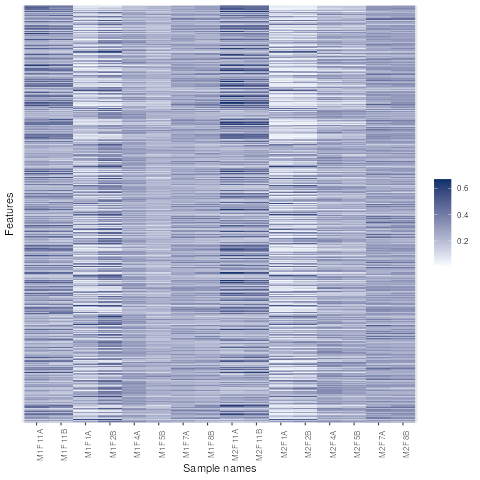 Features
0.6
0.4
0.2
M1F11A
M1F11B
M1F1A
M1F2B
M1F4A
M1F5B
M1F7A
M1F8B
M2F11A
M2F11B
M2F1A
M2F2B
M2F4A
M2F5B
M2F7A
M2F8B
Sample names